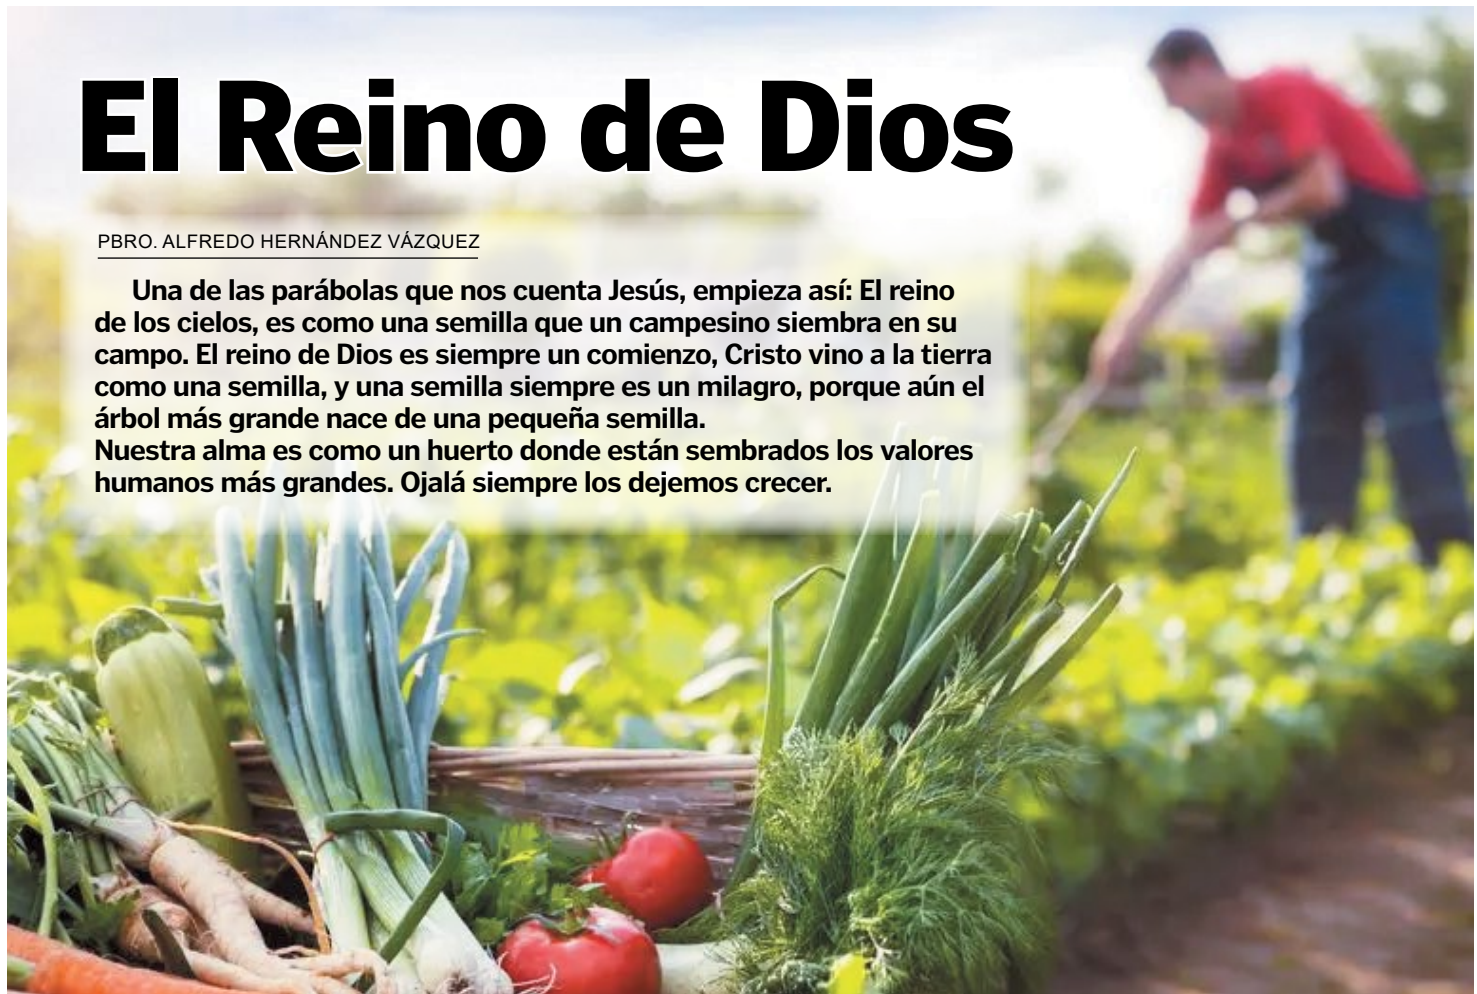 El Reino de Dios
PBRO. ALFREDO HERNÁNDEZ VÁZQUEZ
Una de las parábolas que nos cuenta Jesús, empieza así: El reino
de los cielos, es como una semilla que un campesino siembra en su
campo. El reino de Dios es siempre un comienzo, Cristo vino a la tierra
como una semilla, y una semilla siempre es un milagro, porque aún el
árbol más grande nace de una pequeña semilla.
Nuestra alma es como un huerto donde están sembrados los valores
humanos más grandes. Ojalá siempre los dejemos crecer.